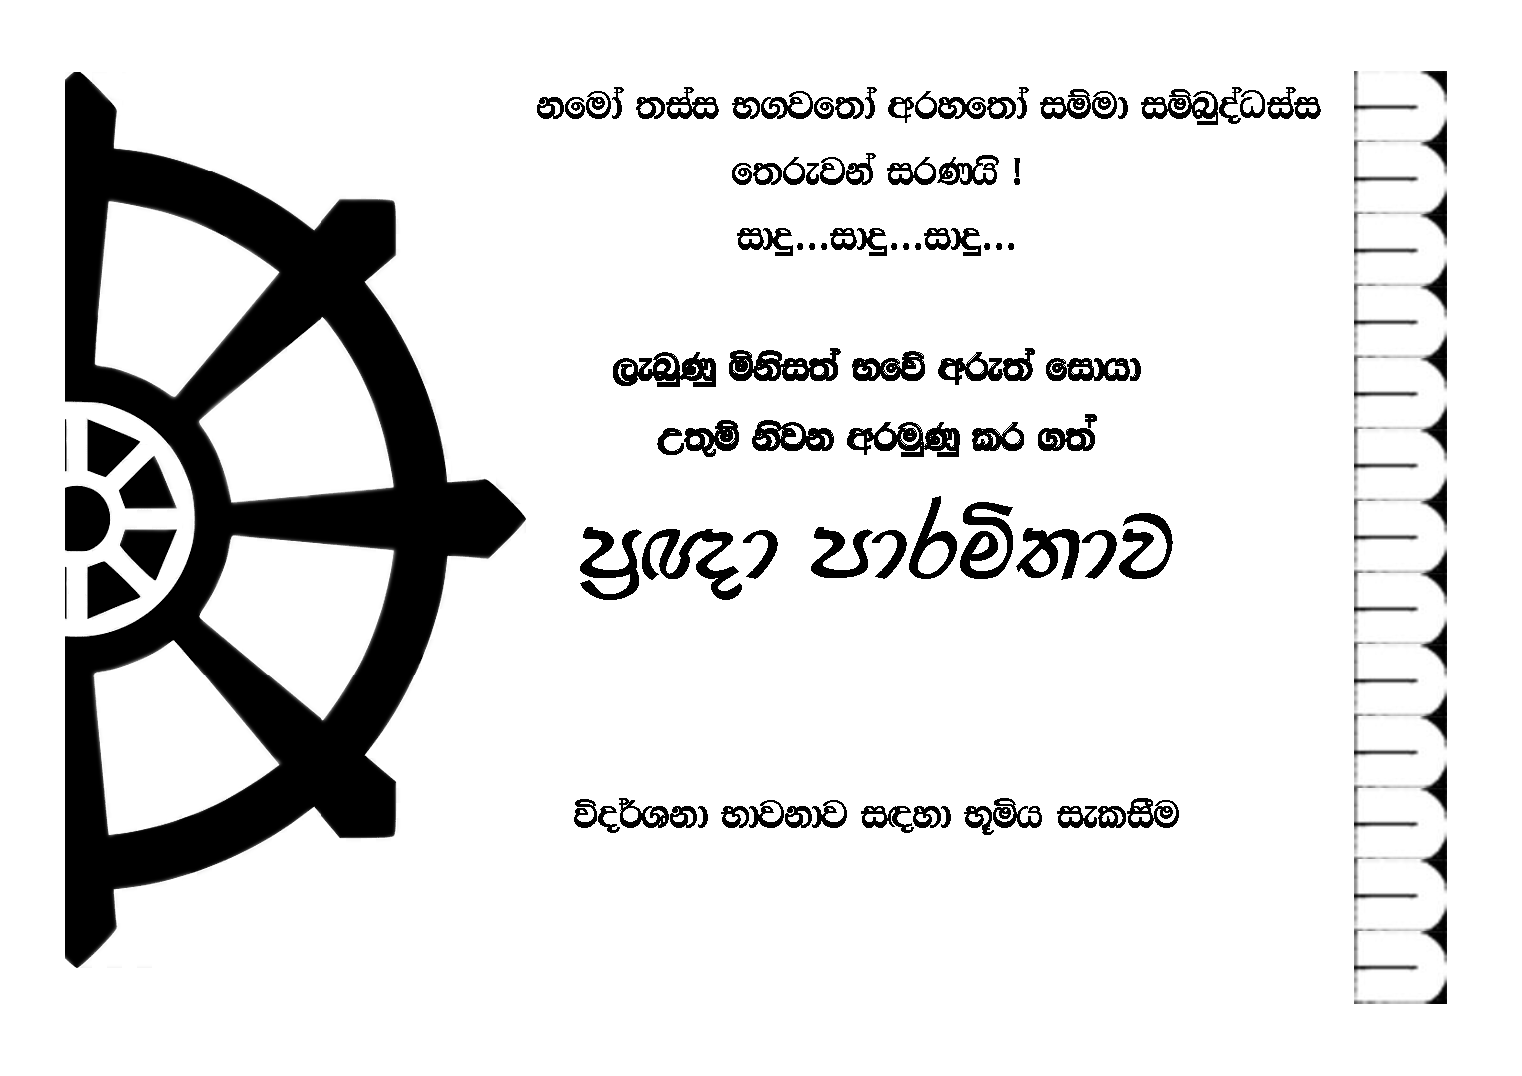 නමෝ තස්ස භගවතෝ අරහතෝ සම්මා සම්බුද්ධස්ස
තෙරුවන් සරණයි !
සාදු...සාදු...සාදු...
ලැබුණු මිනිසත් භවේ අරුත් සොයා
උතුම් නිවන අරමුණු කර ගත්
ප්‍රඥා පාරමිතාව
විදර්ශනා භාවනාව සඳහා භූමිය සැකසීම